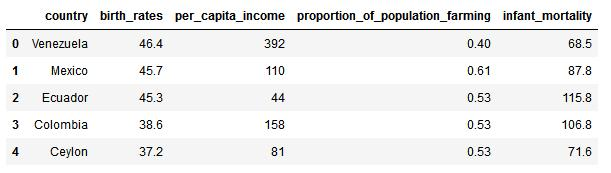 country birth_rates per_capita_income proportion_of_population_farming infant_mortality
0 Venezuela 46.4 392 0.40 68.5
1 Mexico 45.7 110 0.61 87.8
2 Ecuador 45.3 44 0.53 115.8
3 Colombia 38.6 158 0.53 106.8
4 Ceylon 37.2 81 0.53 71.6